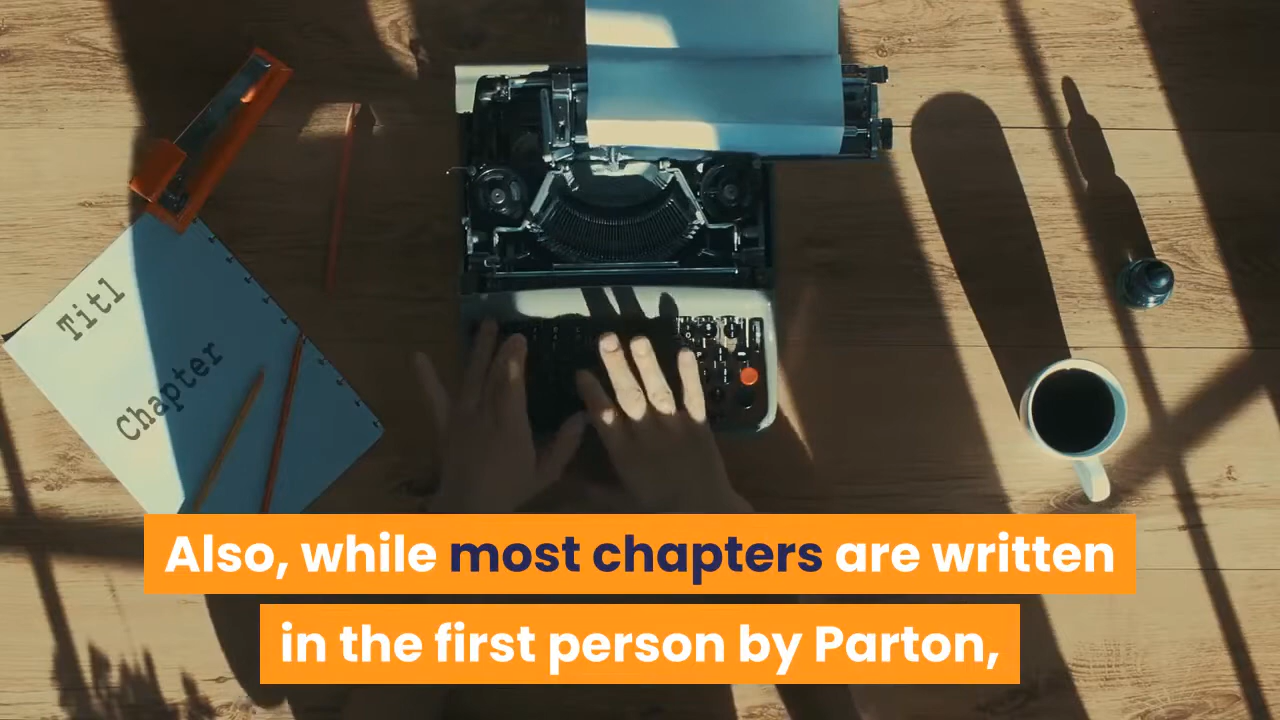 Titl
Chapter
Also, while most chapters are written
in the first person by Parton,